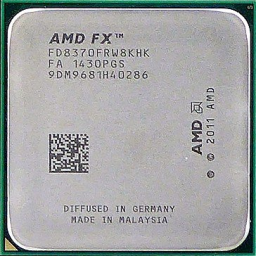 AMD FX™
FD8370FRW8KHK
FA 1430PGS
9DM9681H40286
AMD
© 2011 AMD
DIFFUSED IN GERMANY
MADE IN MALAYSIA